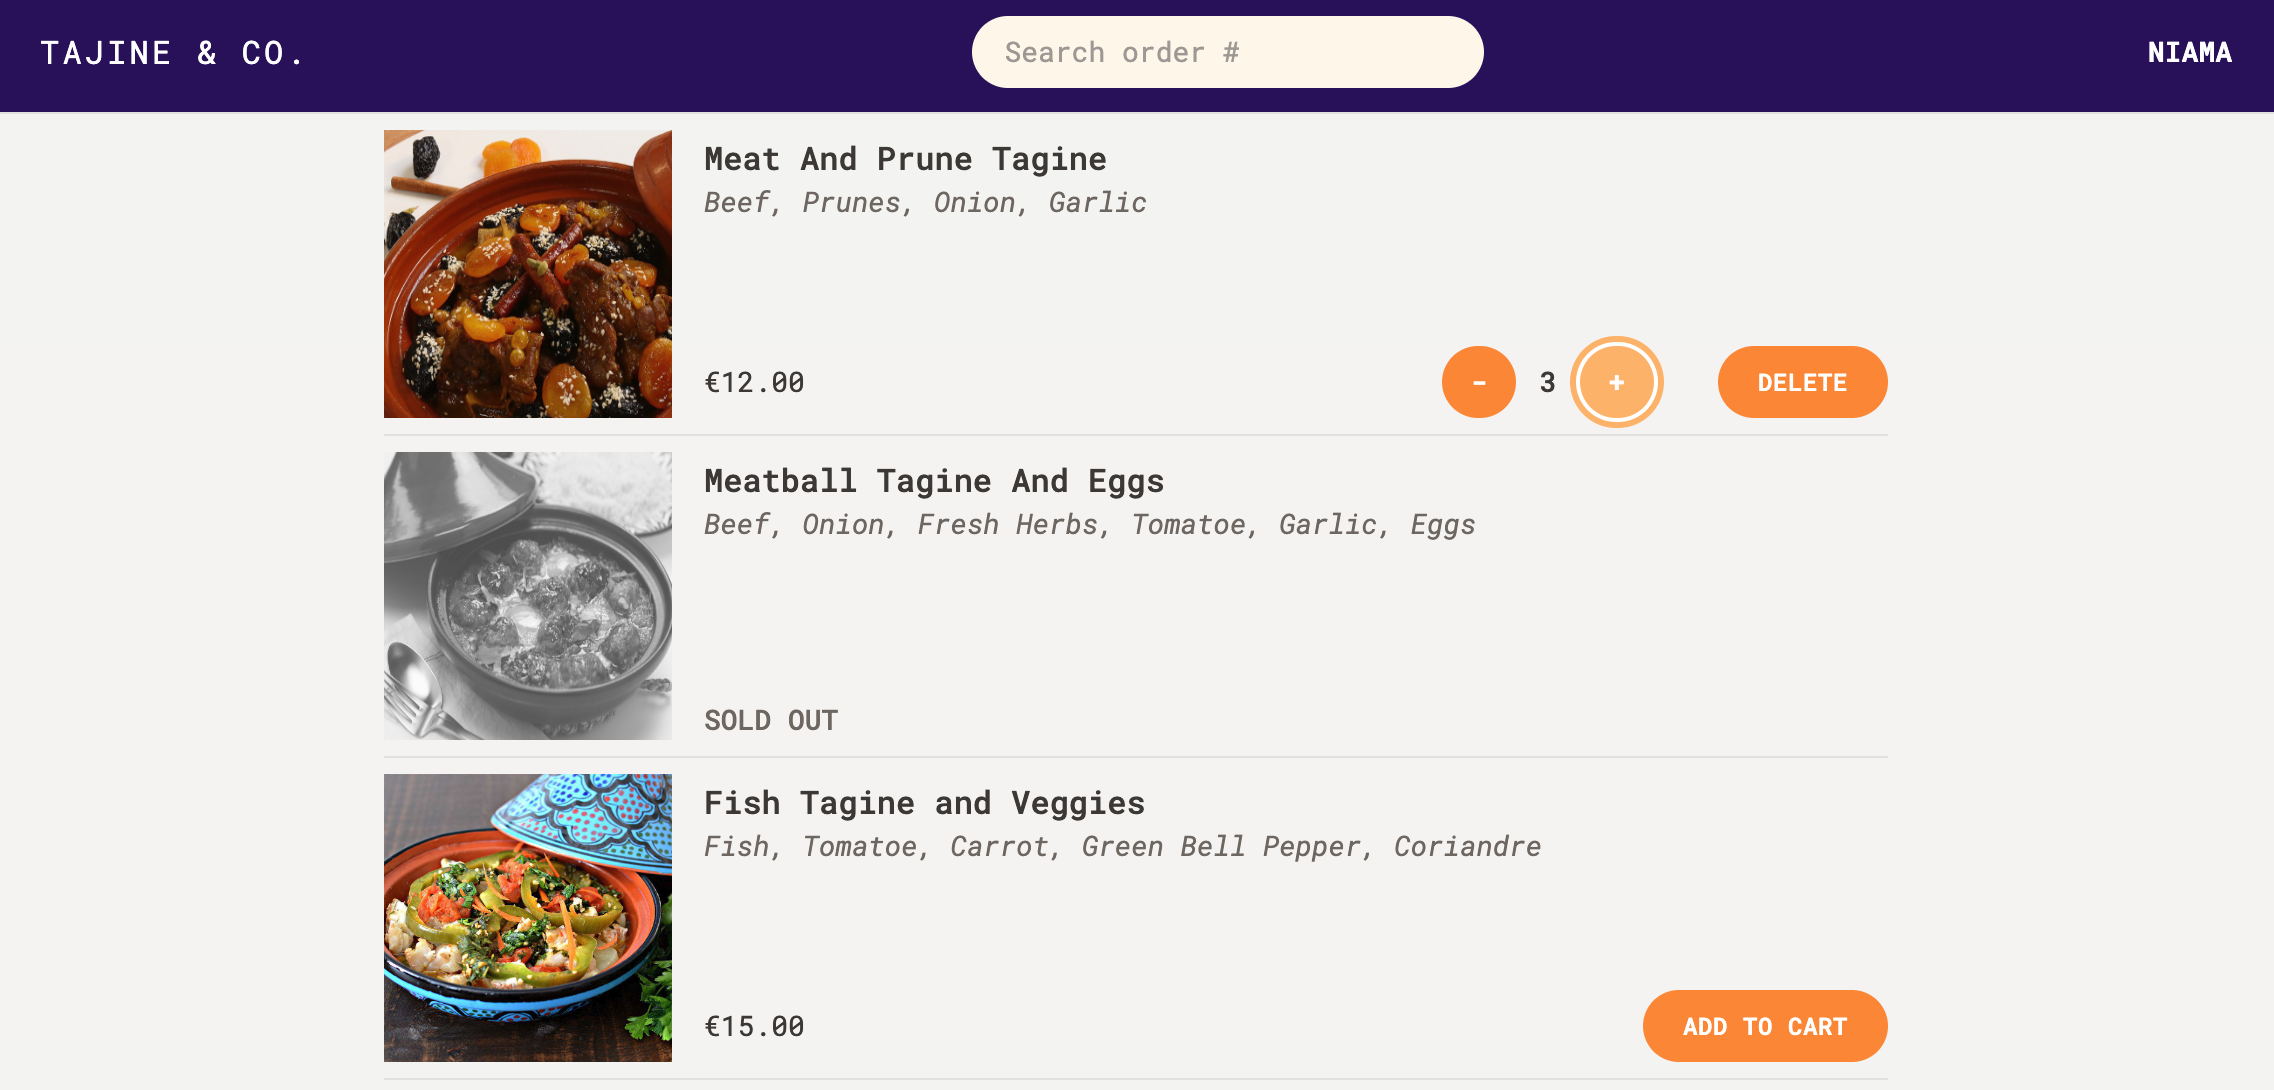 TAJINE & CO.
Search order #
NIAMA
Meat And Prune Tagine
Beef, Prunes, Onion, Garlic
€12.00
- 3 +
DELETE
Meatball Tagine And Eggs
Beef, Onion, Fresh Herbs, Tomatoe, Garlic, Eggs
SOLD OUT
Fish Tagine and Veggies
Fish, Tomatoe, Carrot, Green Bell Pepper, Coriandre
€15.00
ADD TO CART